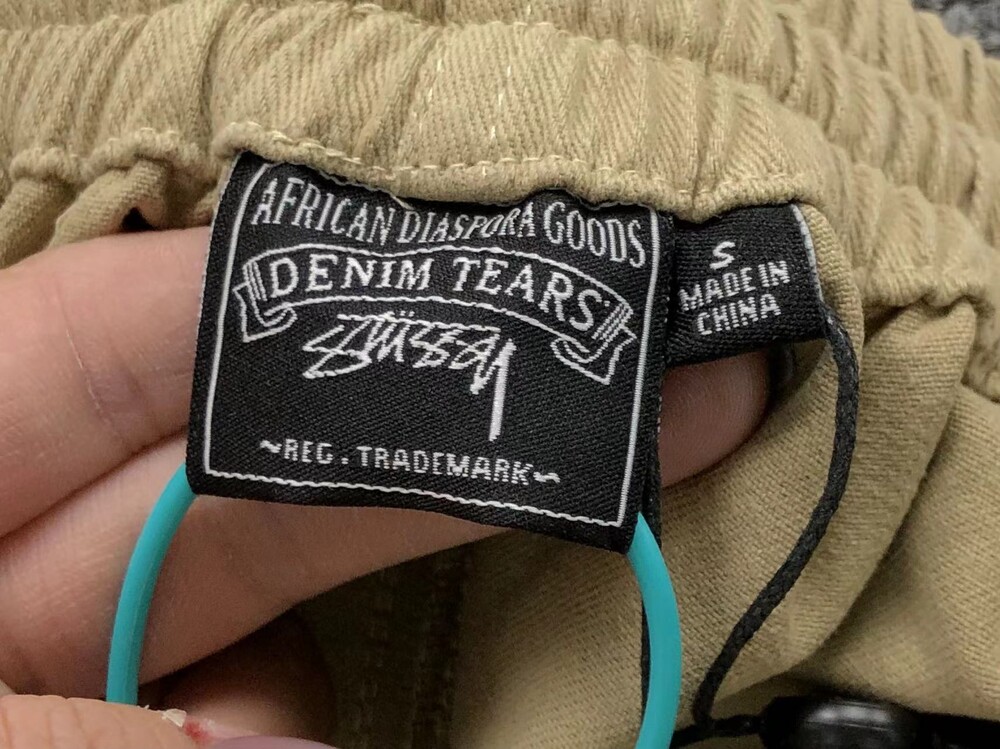 AFRICAN DIASPORA GOODS
DENIM TEARS
Stüssy
~REG. TRADEMARK~
S
MADE IN
CHINA